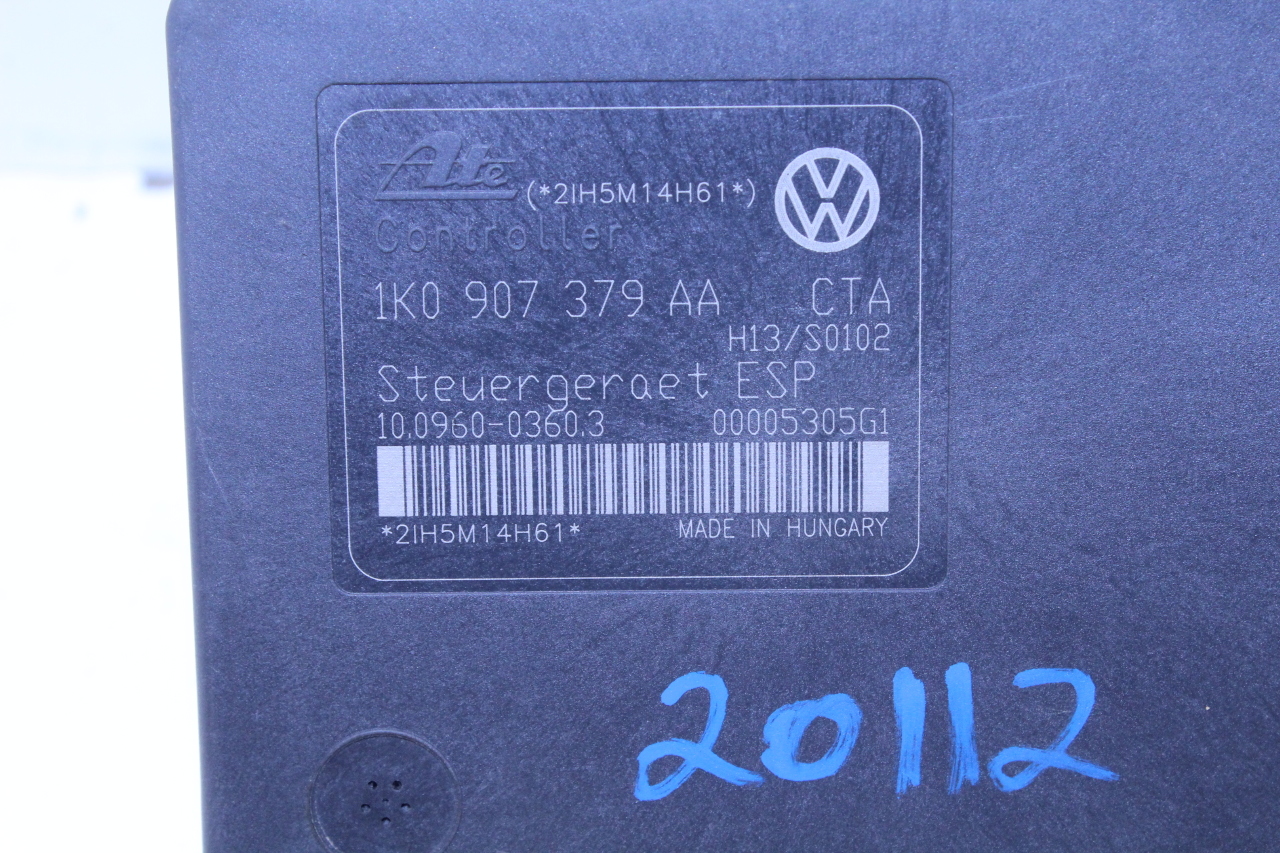 Ate (*2IH5M14H61*)
Controller
1K0 907 379 AA CTA
H13/S0102
Steuergeraet ESP
10.0960-0360.3 00005305G1
*2IH5M14H61* MADE IN HUNGARY
20112